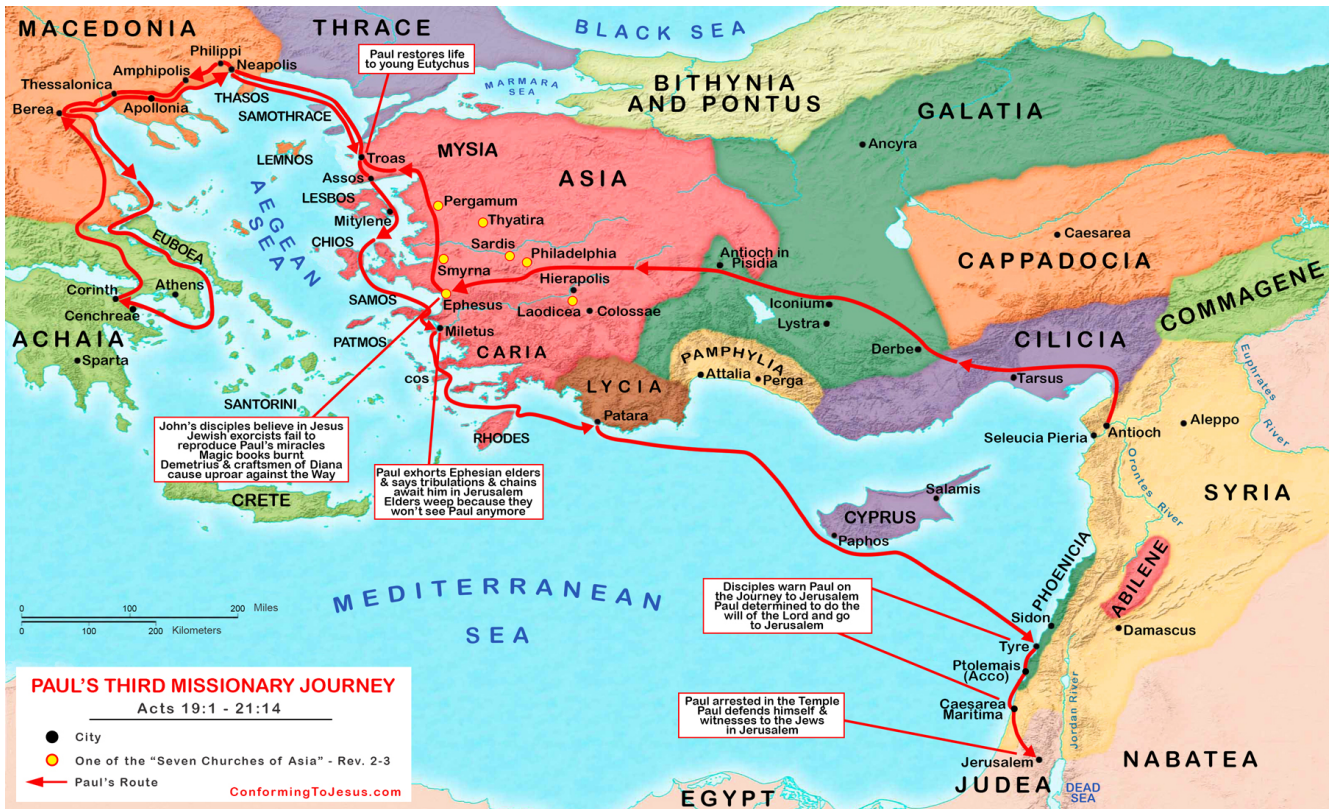 MACEDONIA
THRACE
BLACK SEA
Paul restores life
to young Eutychus
Philippi
Neapolis
Amphipolis
Thessalonica
Apollonia
Berea
THASOS
SAMOTHRACE
MARMARA
SEA
BITHYNIA
AND PONTUS
GALATIA
Ancyra
LEMNOS
Troas
MYSIA
ASIA
Assos
LESBOS
Mitylene
Pergamum
Thyatira
AEGEAN
SEA
CHIOS
Sardis
Philadelphia
Smyrna
Antioch in
Pisidia
Caesarea
CAPPADOCIA
COMMAGENE
EUBOEA
Hierapolis
Corinth
Athens
Cenchreae
SAMOS
Ephesus
Laodicea
Colossae
Iconium
Lystra
ACHAIA
Sparta
PATMOS
Miletus
CARIA
PAMPHYLIA
Attalia
Perga
Derbe
CILICIA
Tarsus
Euphrates
River
cos
LYCIA
Patara
SANTORINI
RHODES
Seleucia Pieria
Antioch
Aleppo
Orontes
River
John's disciples believe in Jesus
Jewish exorcists fail to
reproduce Paul's miracles
Magic books burnt
Demetrius & craftsmen of Diana
cause uproar against the Way
Paul exhorts Ephesian elders
& says tribulations & chains
await him in Jerusalem
Elders weep because they
won't see Paul anymore
CRETE
Salamis
CYPRUS
Paphos
SYRIA
PHOENICIA
ABILENE
MEDITERRANEAN
SEA
Disciples warn Paul on
the Journey to Jerusalem
Paul determined to do the
will of the Lord and go
to Jerusalem
Sidon
Damascus
Tyre
Ptolemais
(Acco)
Caesarea
Maritima
Jordan River
Paul arrested in the Temple
Paul defends himself &
witnesses to the Jews
in Jerusalem
Jerusalem
JUDEA
DEAD
SEA
NABATEA
EGYPT
0 100 200 Miles
0 100 200
Kilometers
PAUL'S THIRD MISSIONARY JOURNEY
Acts 19:1 - 21:14
City
One of the "Seven Churches of Asia" - Rev. 2-3
Paul's Route
ConformingToJesus.com